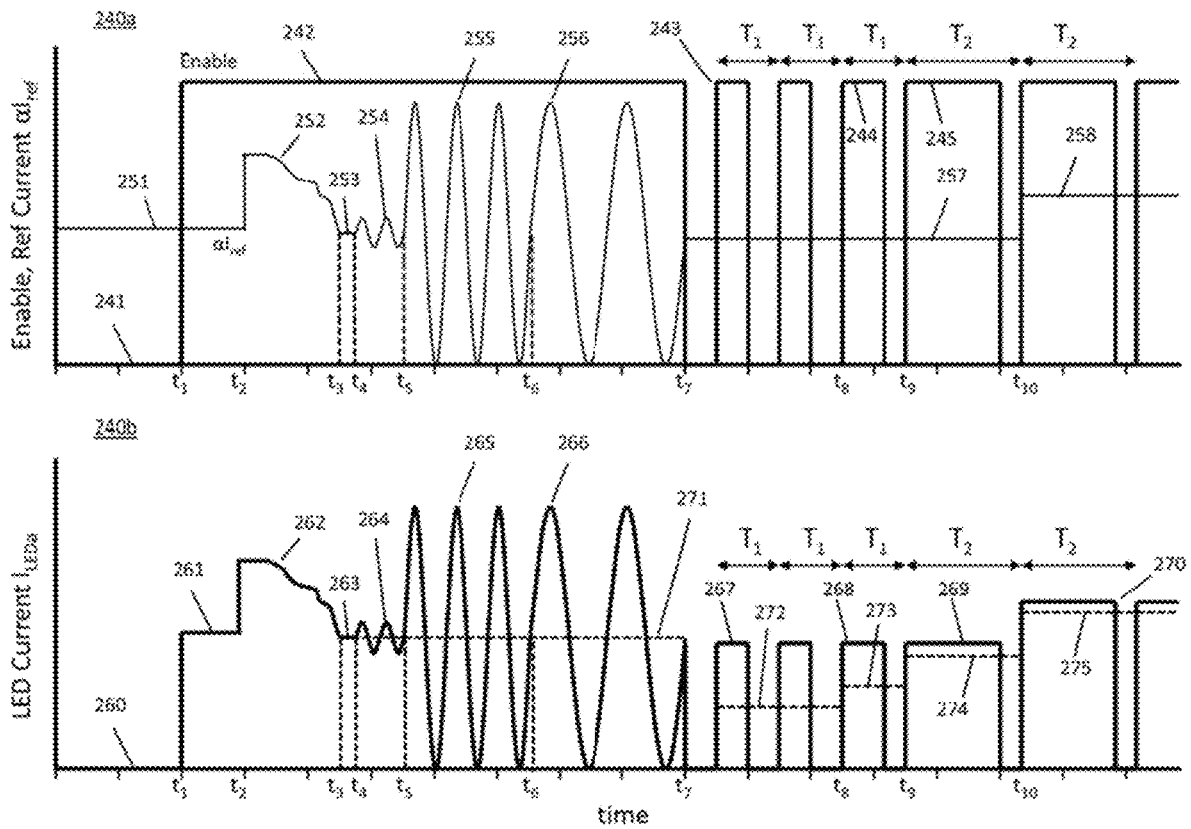 240a
242
255
256
243
T₁
T₁
T₁
T₂
T₂
Enable
252
254
244
245
258
251
253
257
αI_ref
241
Enable, Ref Current αI_ref
t₁
t₂
t₃
t₄
t₅
t₆
t₇
t₈
t₉
t₁₀
240b
265
266
262
264
271
T₁
T₁
T₁
T₂
T₂
270
261
263
267
272
268
273
269
275
260
274
LED Current I_LEDa
t₁
t₂
t₃
t₄
t₅
t₆
t₇
t₈
t₉
t₁₀
time